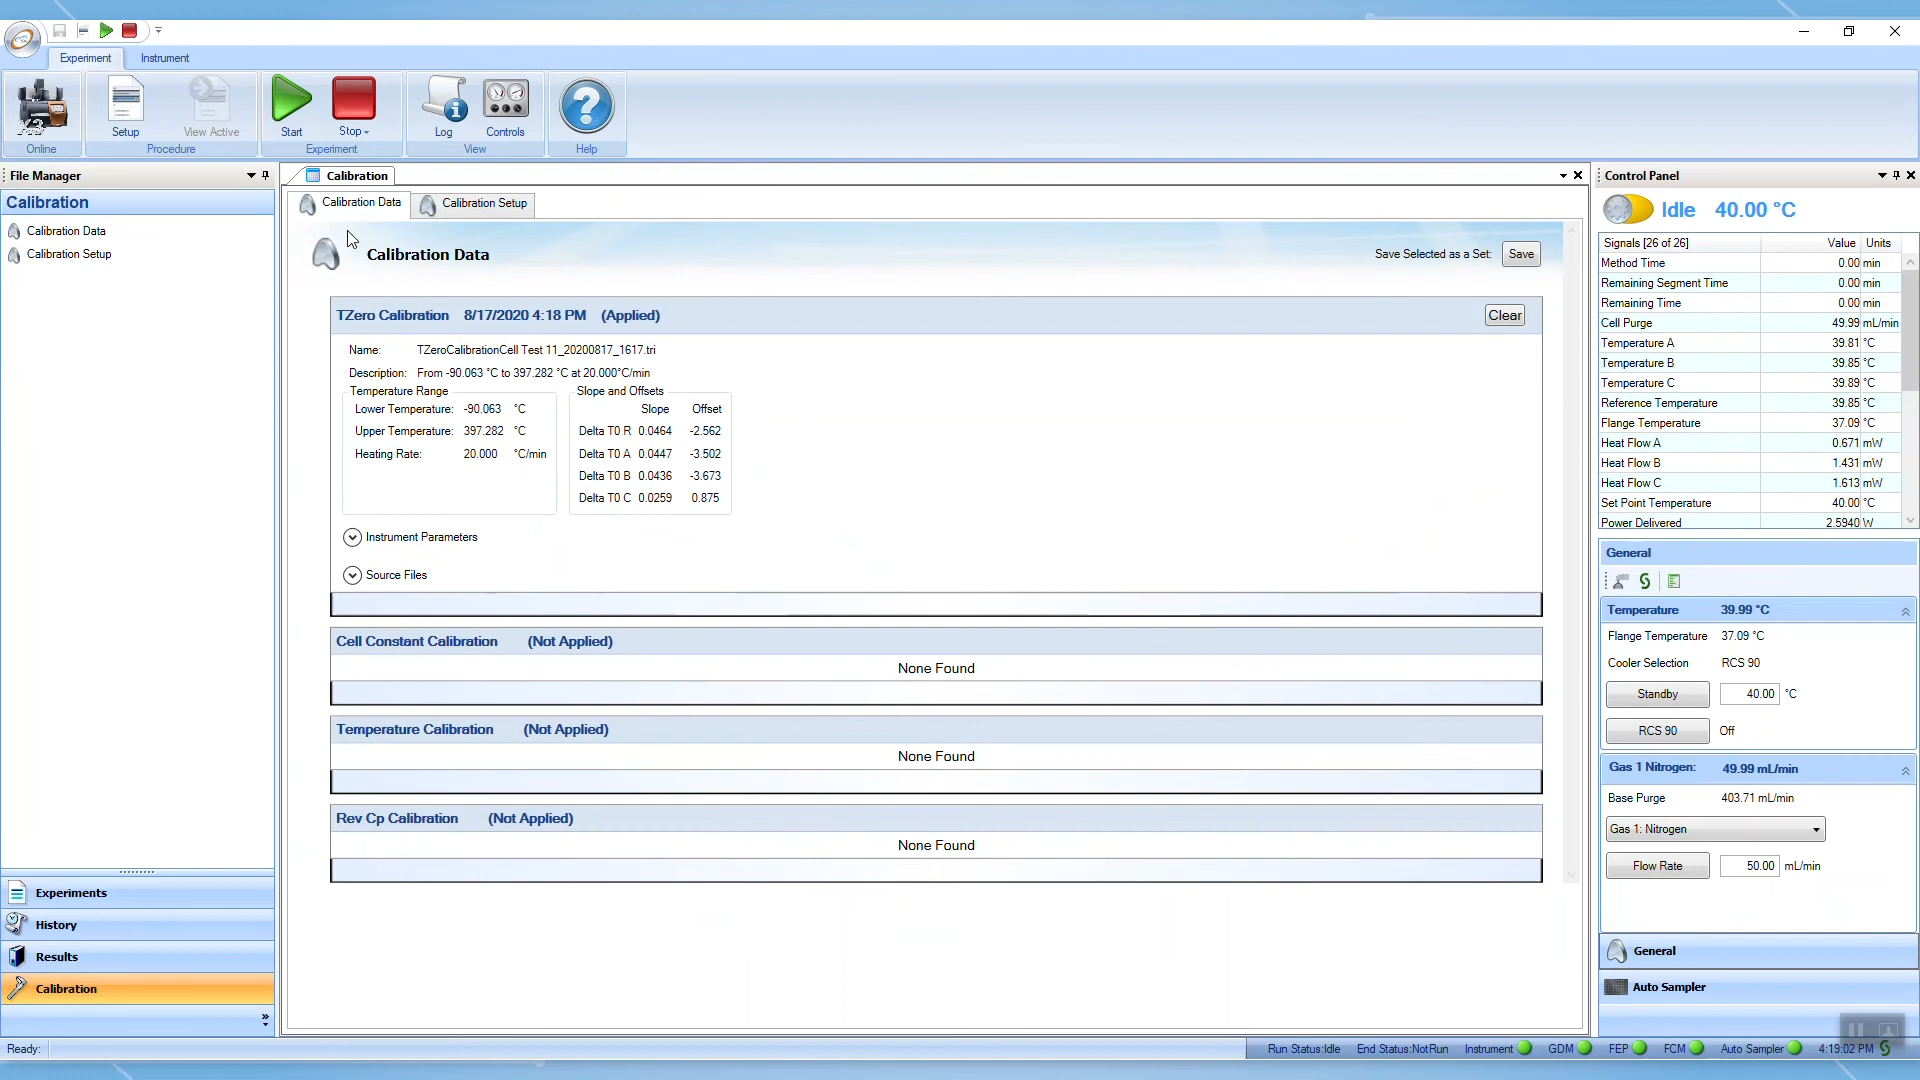 Experiment Instrument
Setup View Active Start Stop Log Controls
Online Procedure Experiment View Help
File Manager
Calibration
Calibration Data
Calibration Setup
Experiments
History
Results
Calibration
Calibration
Calibration Data Calibration Setup
Calibration Data Save Selected as a Set: Save
TZero Calibration 8/17/2020 4:18 PM (Applied) Clear
Name: TZeroCalibrationCell Test 11_20200817_1617.tri
Description: From -90.063 °C to 397.282 °C at 20.000°C/min
Temperature Range
Lower Temperature: -90.063 °C
Upper Temperature: 397.282 °C
Heating Rate: 20.000 °C/min
Slope and Offsets
Slope Offset
Delta T0 R 0.0464 -2.562
Delta T0 A 0.0447 -3.502
Delta T0 B 0.0436 -3.673
Delta T0 C 0.0259 0.875
Instrument Parameters
Source Files
Cell Constant Calibration (Not Applied)
None Found
Temperature Calibration (Not Applied)
None Found
Rev Cp Calibration (Not Applied)
None Found
Control Panel
Idle 40.00 °C
Signals [26 of 26] Value Units
Method Time 0.00 min
Remaining Segment Time 0.00 min
Remaining Time 0.00 min
Cell Purge 49.99 mL/min
Temperature A 39.81 °C
Temperature B 39.85 °C
Temperature C 39.89 °C
Reference Temperature 39.85 °C
Flange Temperature 37.09 °C
Heat Flow A 0.671 mW
Heat Flow B 1.431 mW
Heat Flow C 1.613 mW
Set Point Temperature 40.00 °C
Power Delivered 2.5940 W
General
Temperature 39.99 °C
Flange Temperature 37.09 °C
Cooler Selection RCS 90
Standby 40.00 °C
RCS 90 Off
Gas 1 Nitrogen: 49.99 mL/min
Base Purge 403.71 mL/min
Gas 1: Nitrogen
Flow Rate 50.00 mL/min
General
Auto Sampler
Ready: Run Status:Idle End Status:NotRun Instrument GDM FEP FCM Auto Sampler 4:19:02 PM